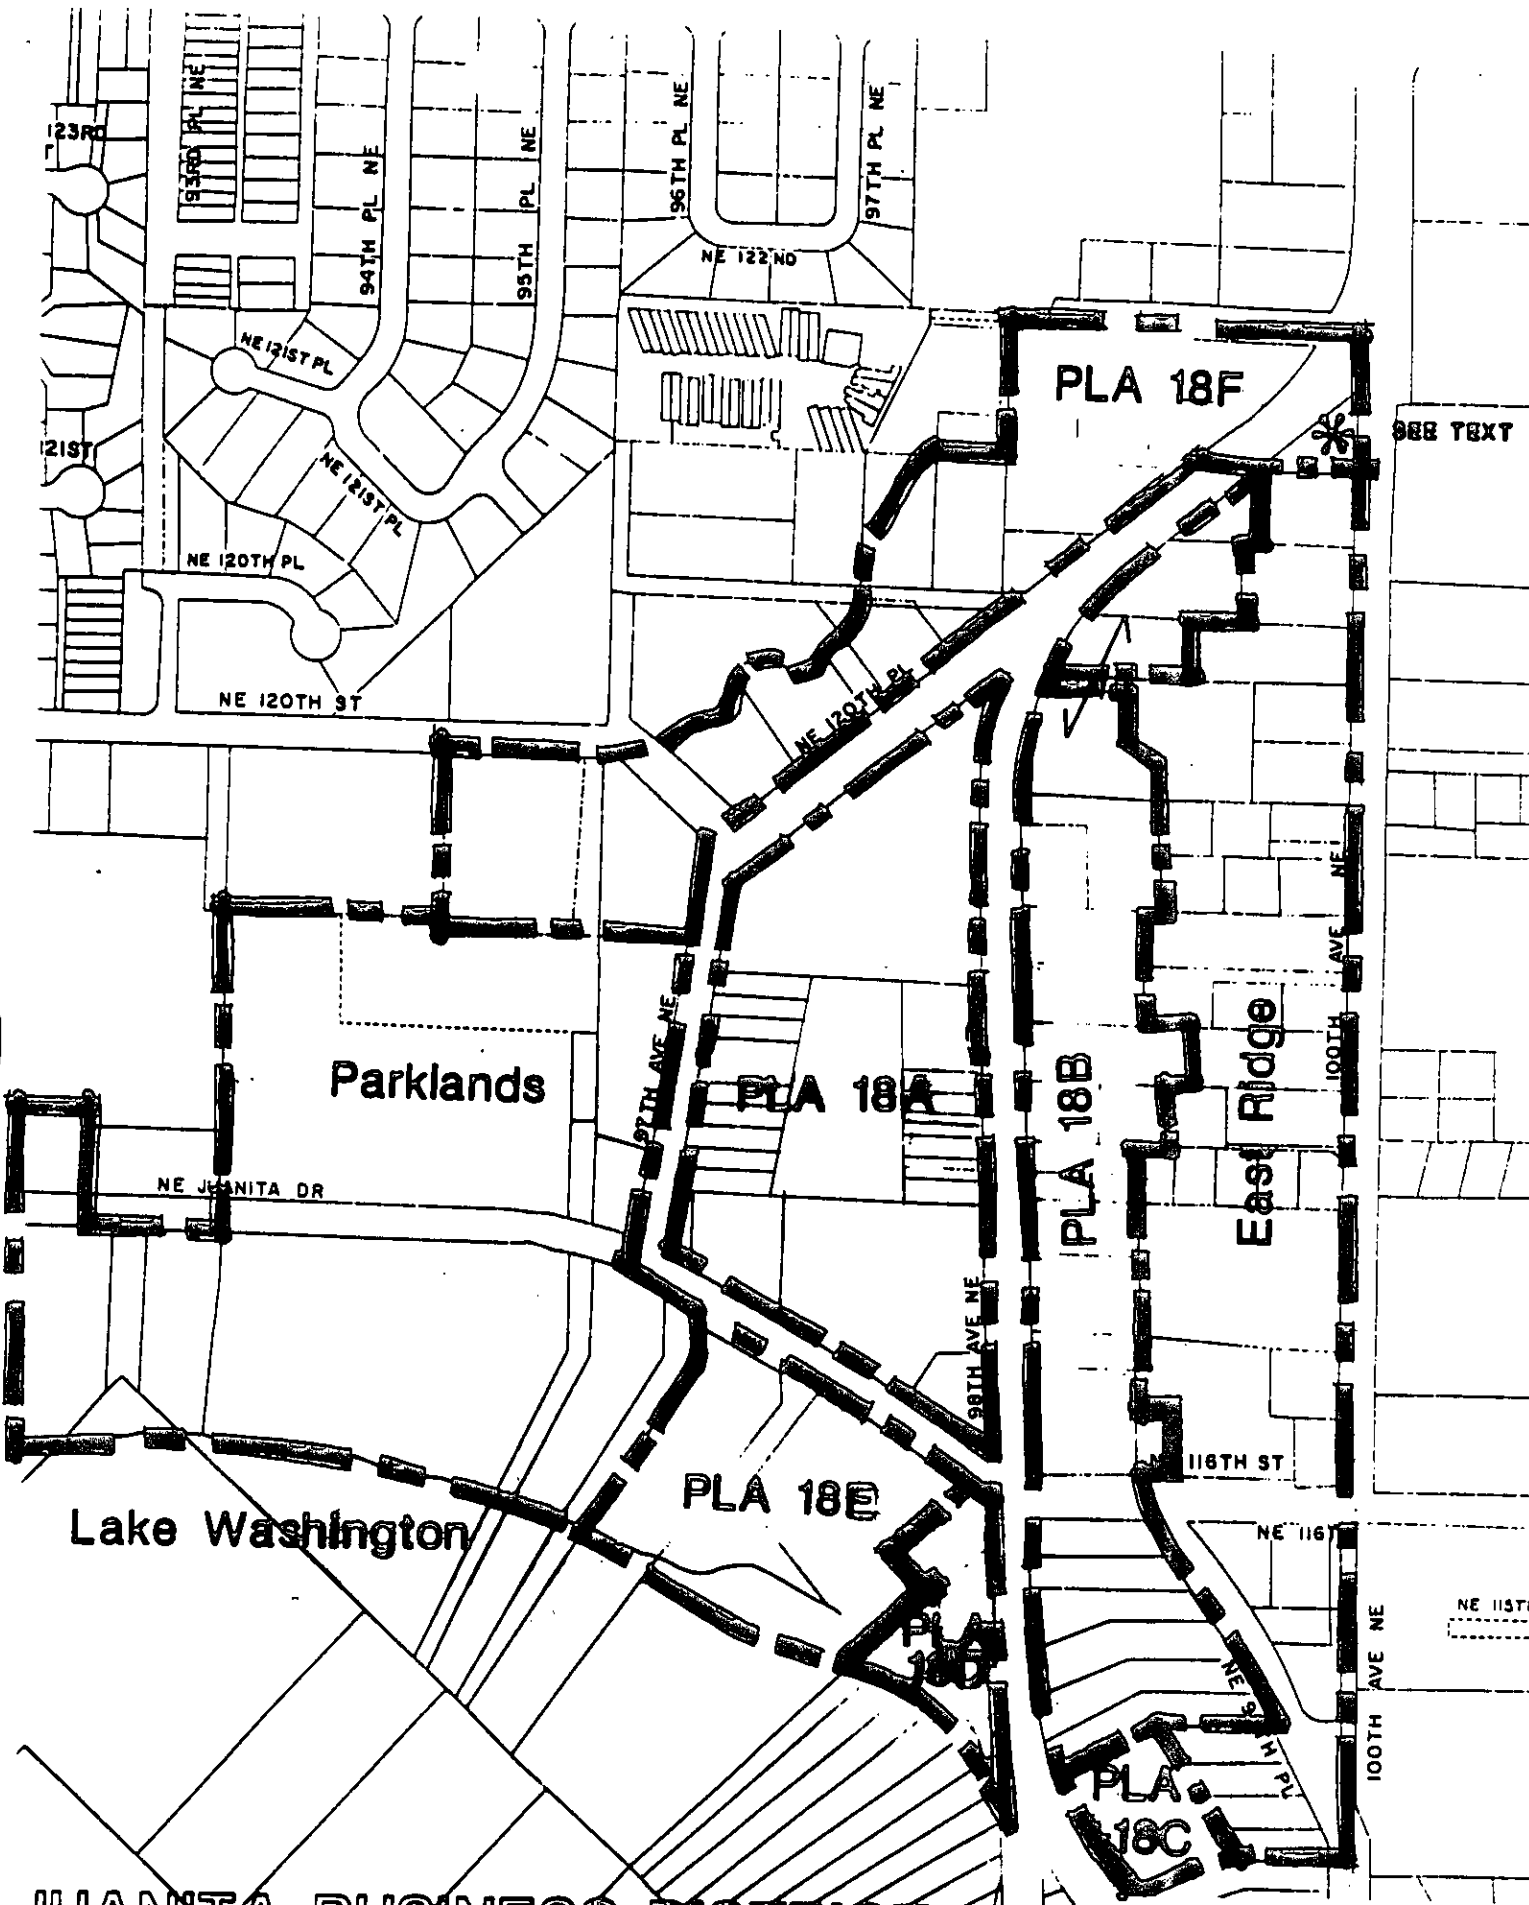 123RD
93RD PL NE
94TH PL NE
95TH PL NE
96TH PL NE
97TH PL NE
NE 122ND
NE 121ST PL
PLA 18F
SEE TEXT
121ST
NE 121ST PL
NE 120TH PL
NE 120TH ST
NE 120TH PL
Parklands
97TH AVE NE
PLA 18A
PLA 18B
East Ridge
100TH AVE NE
NE JUANITA DR
98TH AVE NE
PLA 18E
116TH ST
Lake Washington
NE 116T
NE 115T
PLA
18D
100TH AVE NE
PLA
18C
JUANITA BUSINESS DISTRICT